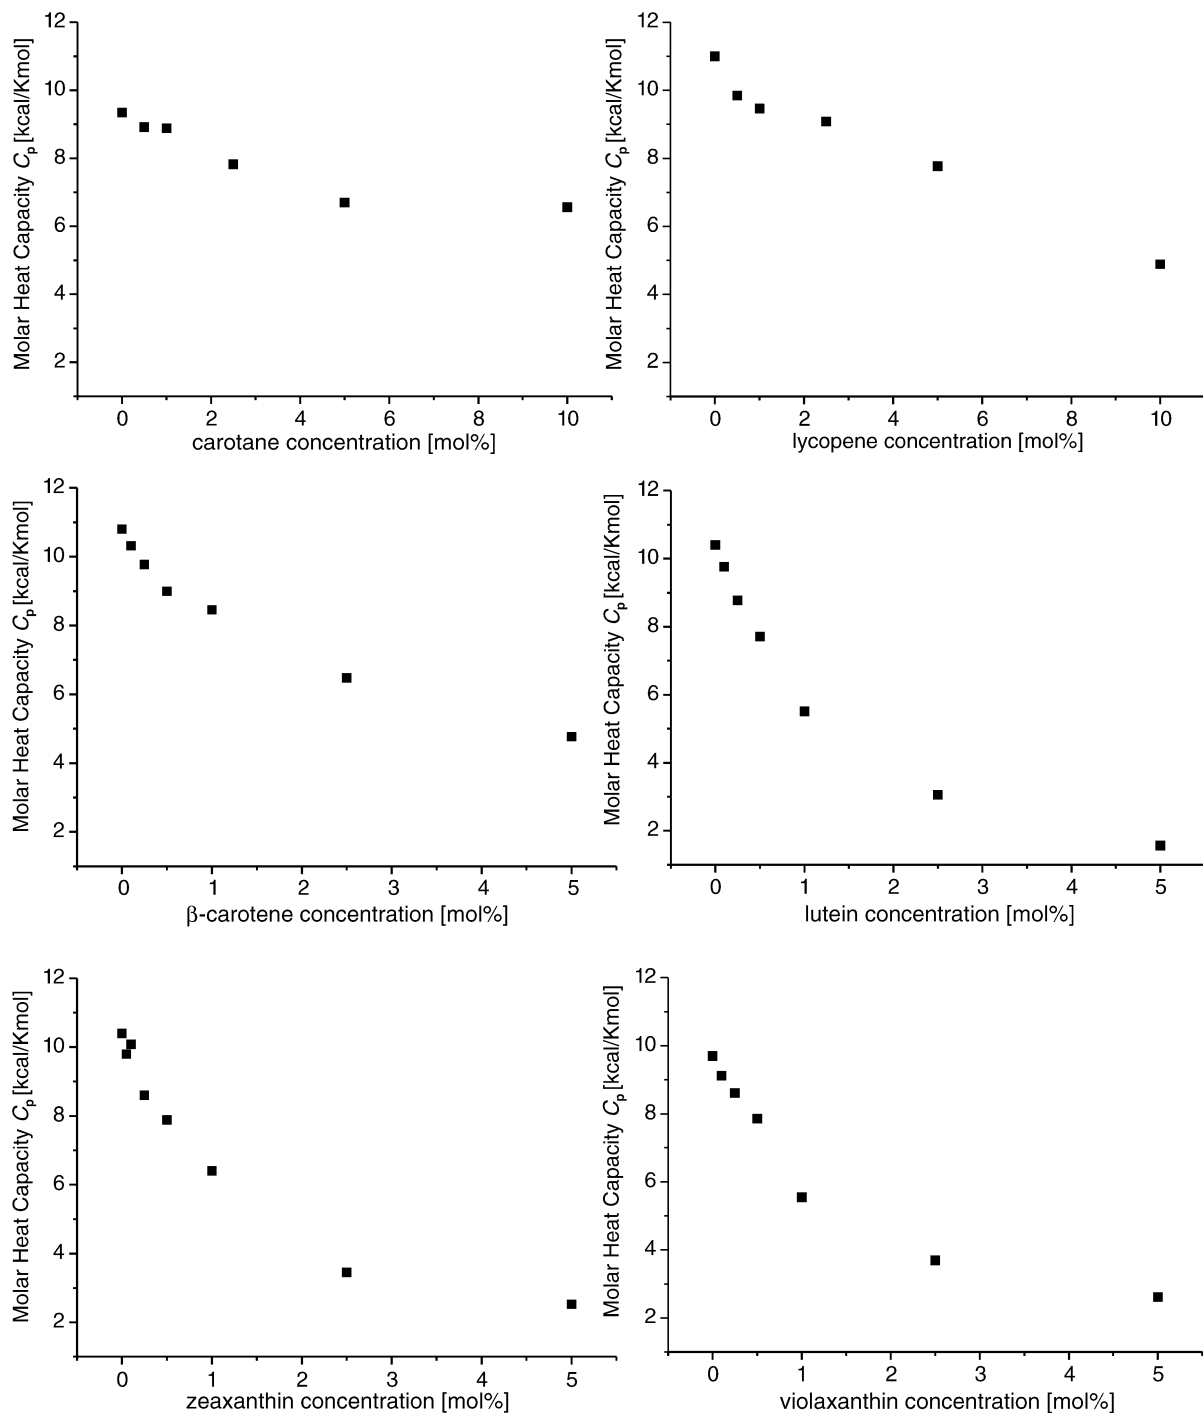 12
10
8
6
4
2
Molar Heat Capacity Cp [kcal/Kmol]
0 2 4 6 8 10
carotane concentration [mol%]
12
10
8
6
4
2
Molar Heat Capacity Cp [kcal/Kmol]
0 2 4 6 8 10
lycopene concentration [mol%]
12
10
8
6
4
2
Molar Heat Capacity Cp [kcal/Kmol]
0 1 2 3 4 5
β-carotene concentration [mol%]
12
10
8
6
4
2
Molar Heat Capacity Cp [kcal/Kmol]
0 1 2 3 4 5
lutein concentration [mol%]
12
10
8
6
4
2
Molar Heat Capacity Cp [kcal/Kmol]
0 1 2 3 4 5
zeaxanthin concentration [mol%]
12
10
8
6
4
2
Molar Heat Capacity Cp [kcal/Kmol]
0 1 2 3 4 5
violaxanthin concentration [mol%]